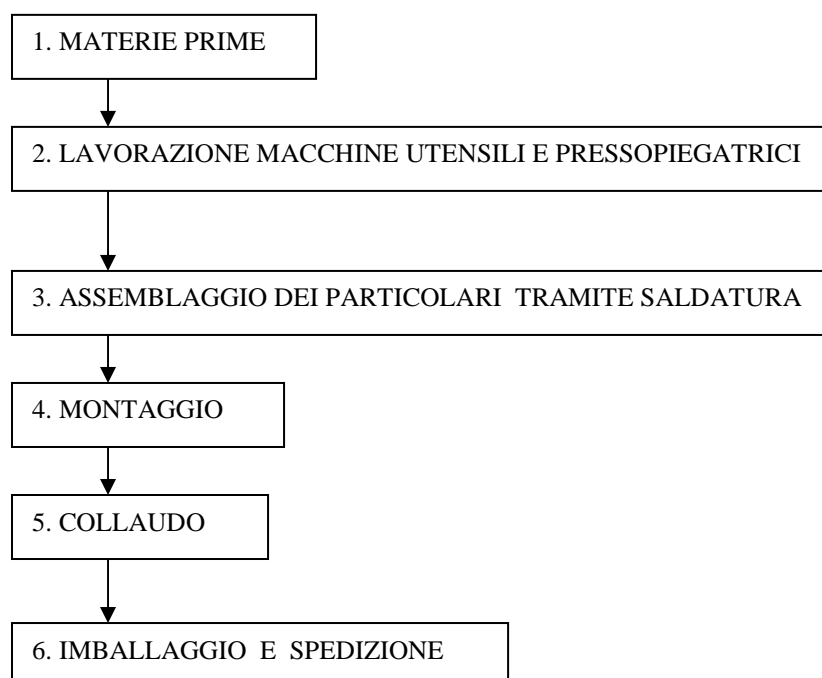 1. MATERIE PRIME
2. LAVORAZIONE MACCHINE UTENSILI E PRESSOPIEGATRICI
3. ASSEMBLAGGIO DEI PARTICOLARI TRAMITE SALDATURA
4. MONTAGGIO
5. COLLAUDO
6. IMBALLAGGIO E SPEDIZIONE